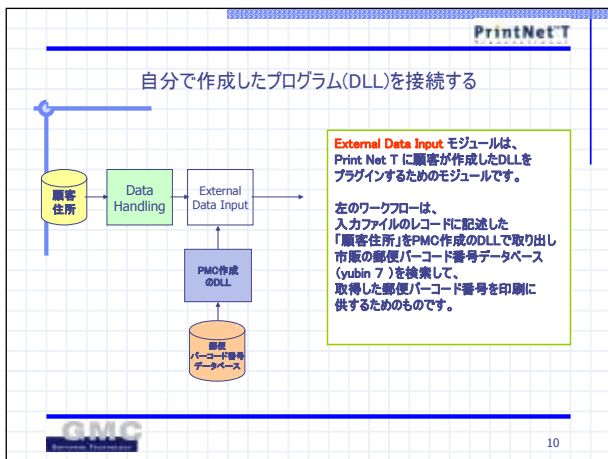 PrintNet™T
自分で作成したプログラム(DLL)を接続する
External Data Input モジュールは、
Print Net T に顧客が作成したDLLを
プラグインするためのモジュールです。
左のワークフローは、
入力ファイルのレコードに記述した
「顧客住所」をPMC作成のDLLで取り出し
市販の郵便バーコード番号データベース
(yubin 7 )を検索して、
取得した郵便バーコード番号を印刷に
供するためのものです。
顧客
住所
Data
Handling
External
Data Input
PMC作成
のDLL
郵便
バーコード番号
データベース
GMC
10